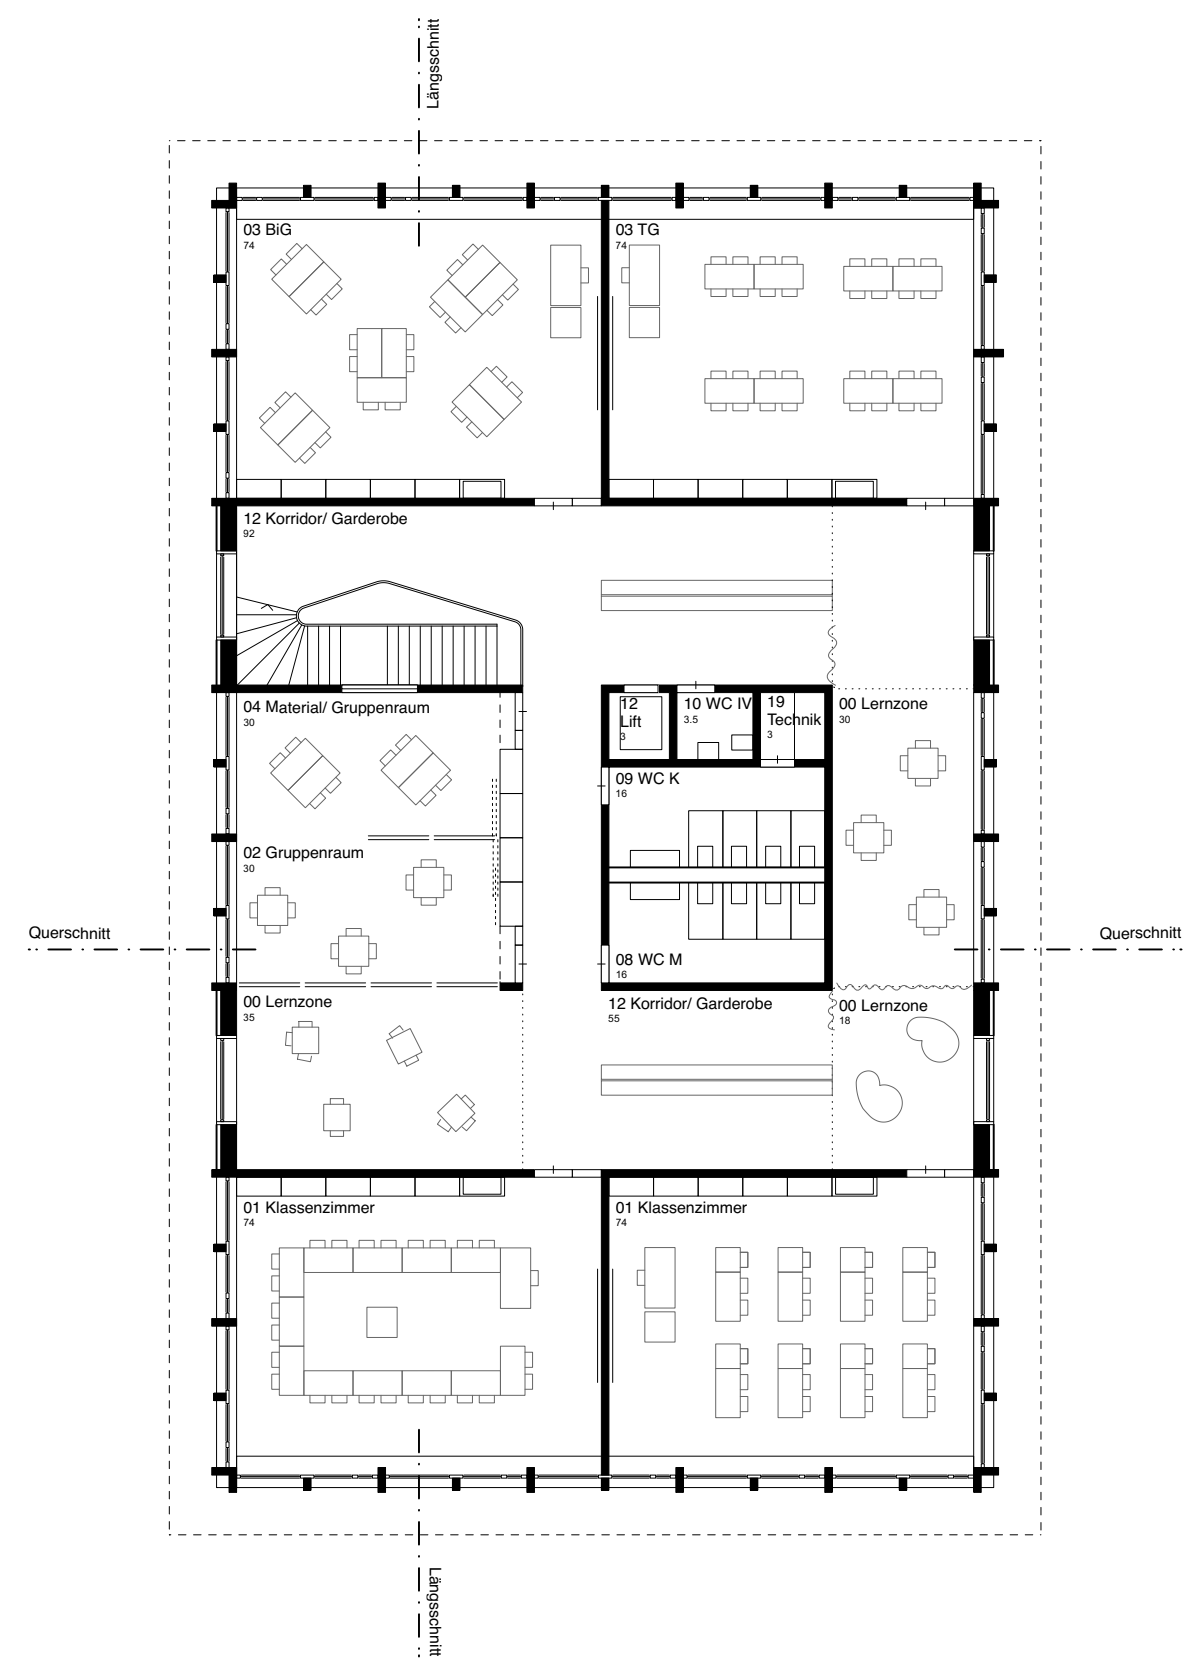 Längsschnitt
03 BiG
74
03 TG
74
12 Korridor/ Garderobe
92
04 Material/ Gruppenraum
30
12
Lift
3
10 WC IV
3.5
19
Technik
3
00 Lernzone
30
09 WC K
16
02 Gruppenraum
30
Querschnitt
Querschnitt
08 WC M
16
00 Lernzone
35
12 Korridor/ Garderobe
55
00 Lernzone
18
01 Klassenzimmer
74
01 Klassenzimmer
74
Längsschnitt